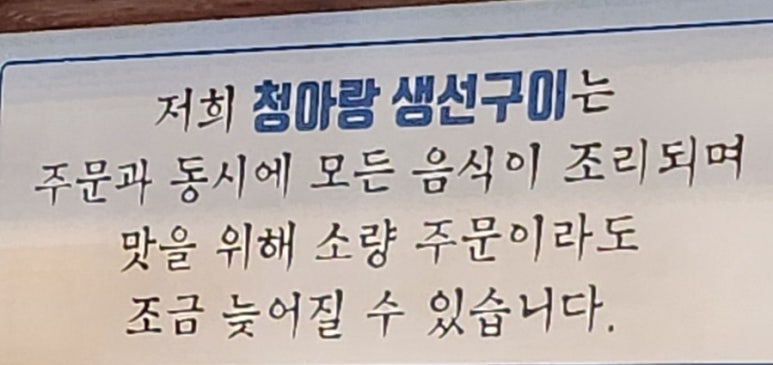 저희 청아랑 생선구이는
주문과 동시에 모든 음식이 조리되며
맛을 위해 소량 주문이라도
조금 늦어질 수 있습니다.